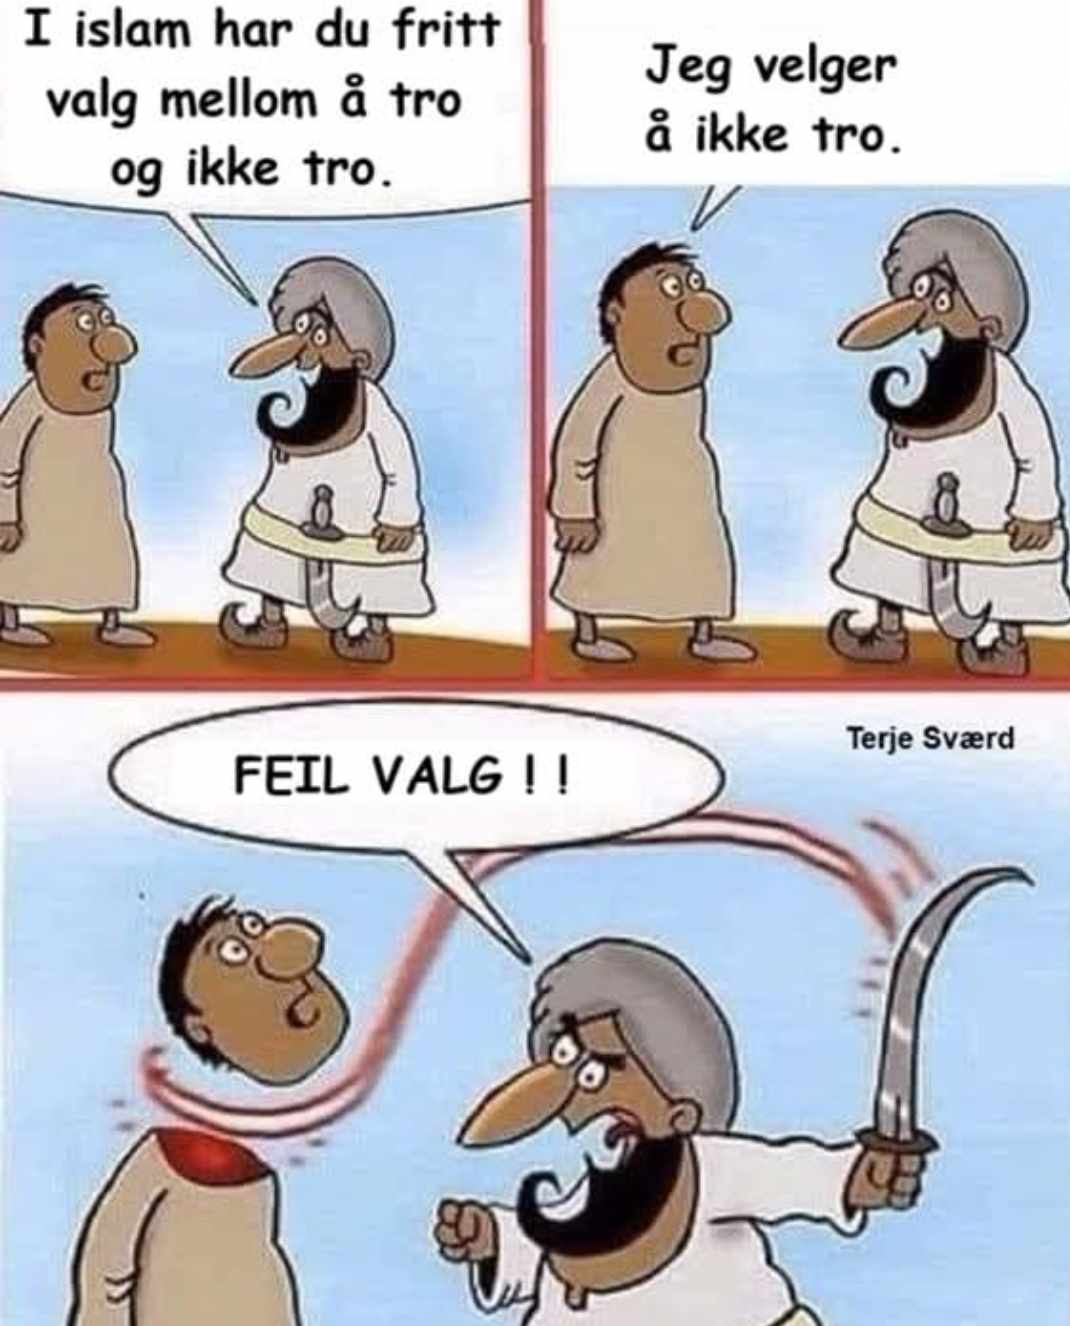 I islam har du fritt
valg mellom å tro
og ikke tro.
Jeg velger
å ikke tro.
Terje Sværd
FEIL VALG ! !